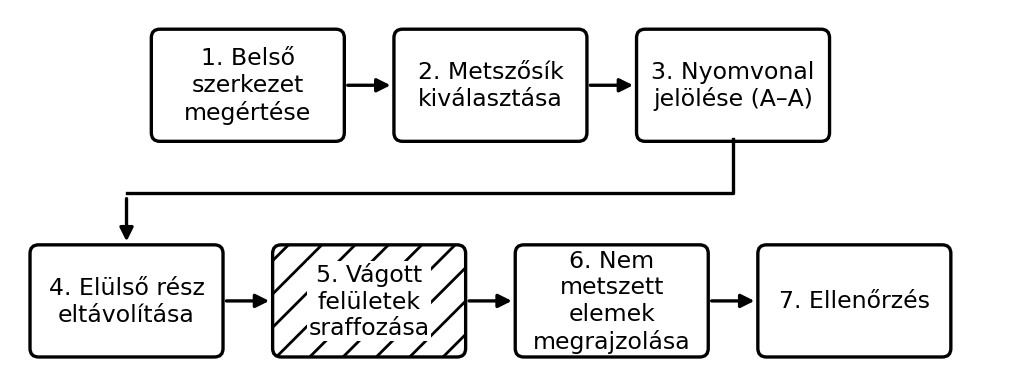 1. Belső
szerkezet
megértése
2. Metszősík
kiválasztása
3. Nyomvonal
jelölése (A–A)
4. Elülső rész
eltávolítása
5. Vágott
felületek
sraffozása
6. Nem
metszett
elemek
megrajzolása
7. Ellenőrzés